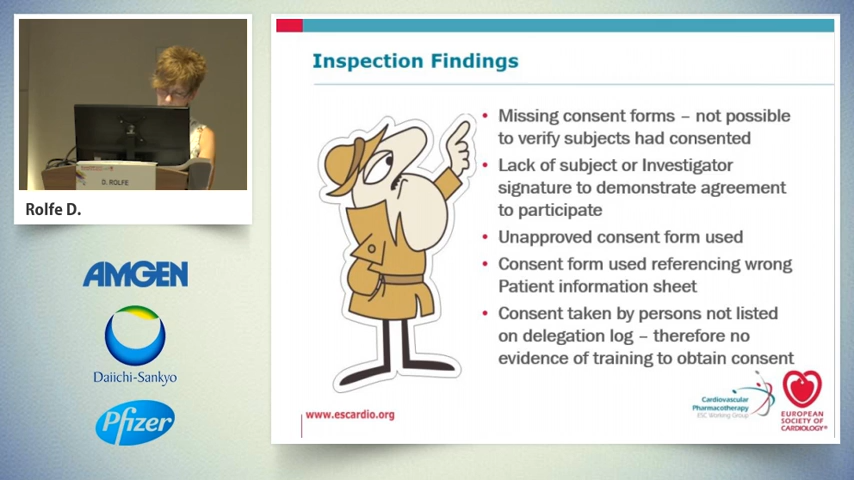 D. ROLFE
Rolfe D.
AMGEN
Daiichi-Sankyo
Pfizer
Inspection Findings
• Missing consent forms – not possible
to verify subjects had consented
• Lack of subject or Investigator
signature to demonstrate agreement
to participate
• Unapproved consent form used
• Consent form used referencing wrong
Patient information sheet
• Consent taken by persons not listed
on delegation log – therefore no
evidence of training to obtain consent
www.escardio.org
Cardiovascular
Pharmacotherapy
ESC Working Group
EUROPEAN
SOCIETY OF
CARDIOLOGY®